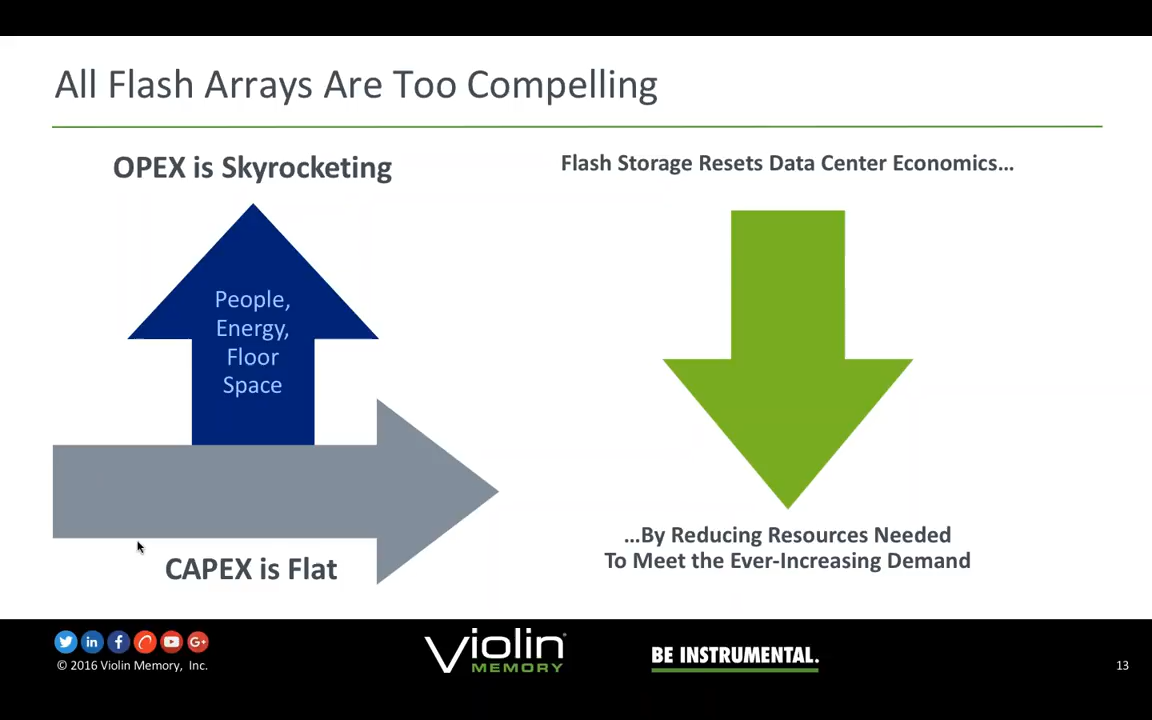 All Flash Arrays Are Too Compelling
OPEX is Skyrocketing
People,
Energy,
Floor
Space
CAPEX is Flat
Flash Storage Resets Data Center Economics...
...By Reducing Resources Needed
To Meet the Ever-Increasing Demand
© 2016 Violin Memory, Inc.
Violin
MEMORY
BE INSTRUMENTAL.
13